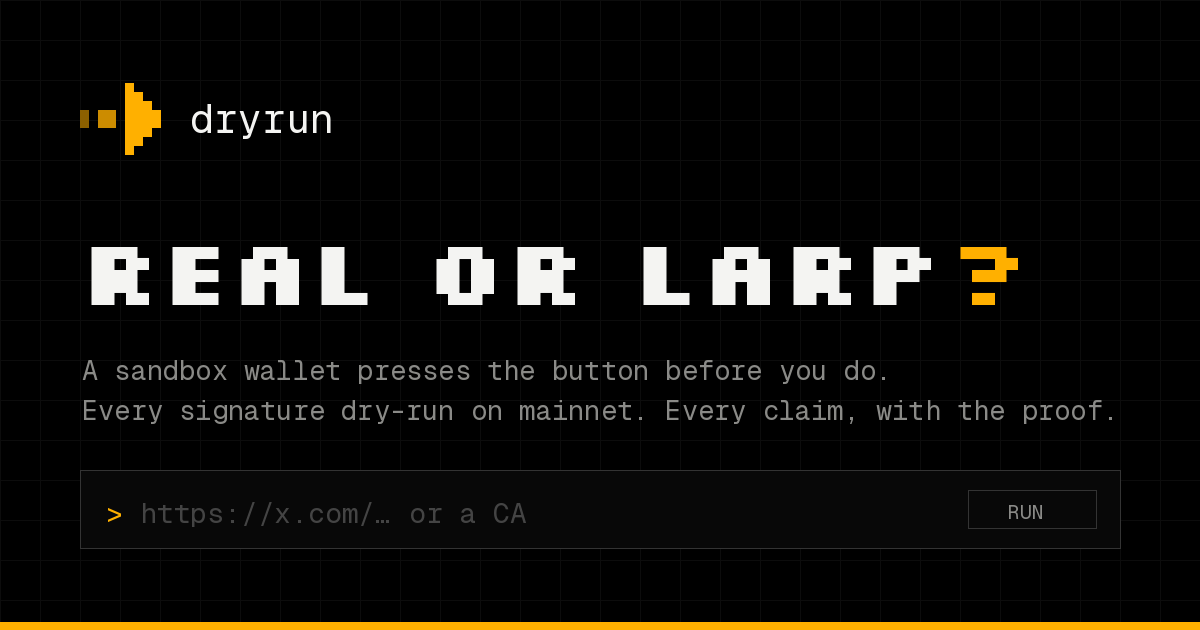 dryrun
REAL OR LARP?
A sandbox wallet presses the button before you do.
Every signature dry-run on mainnet. Every claim, with the proof.
> https://x.com/… or a CA
RUN